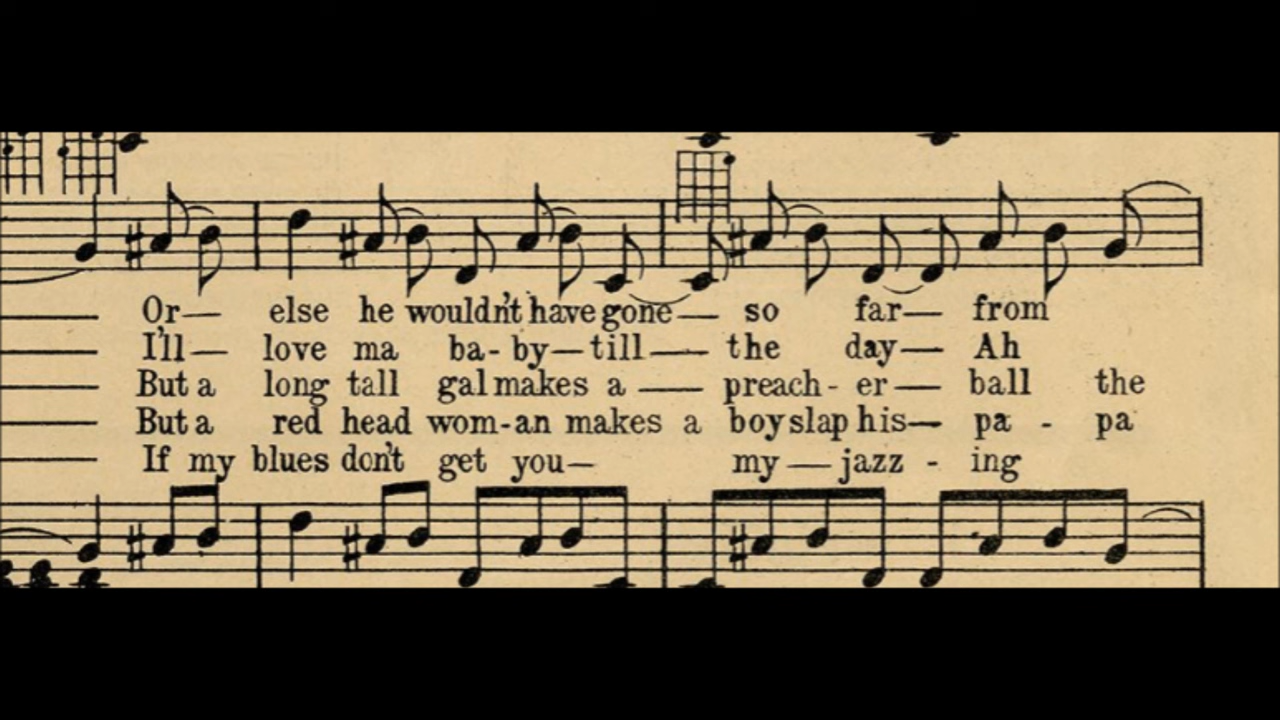 Or— else he wouldn't have gone— so far— from
I'll— love ma ba- by—till— the day— Ah
But a long tall gal makes a — preach- er— ball the
But a red head wom-an makes a boy slap his— pa - pa
If my blues don't get you— my—jazz - ing